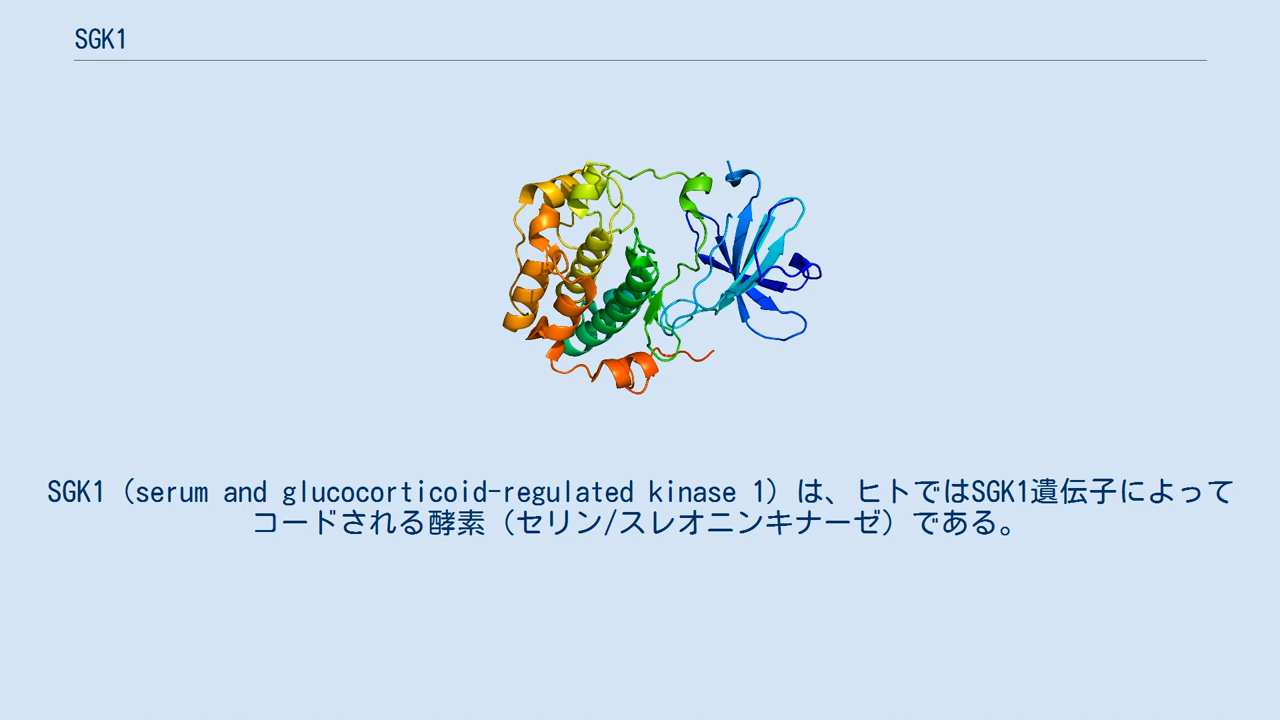 SGK1
SGK1（serum and glucocorticoid-regulated kinase 1）は、ヒトではSGK1遺伝子によって
コードされる酵素（セリン/スレオニンキナーゼ）である。